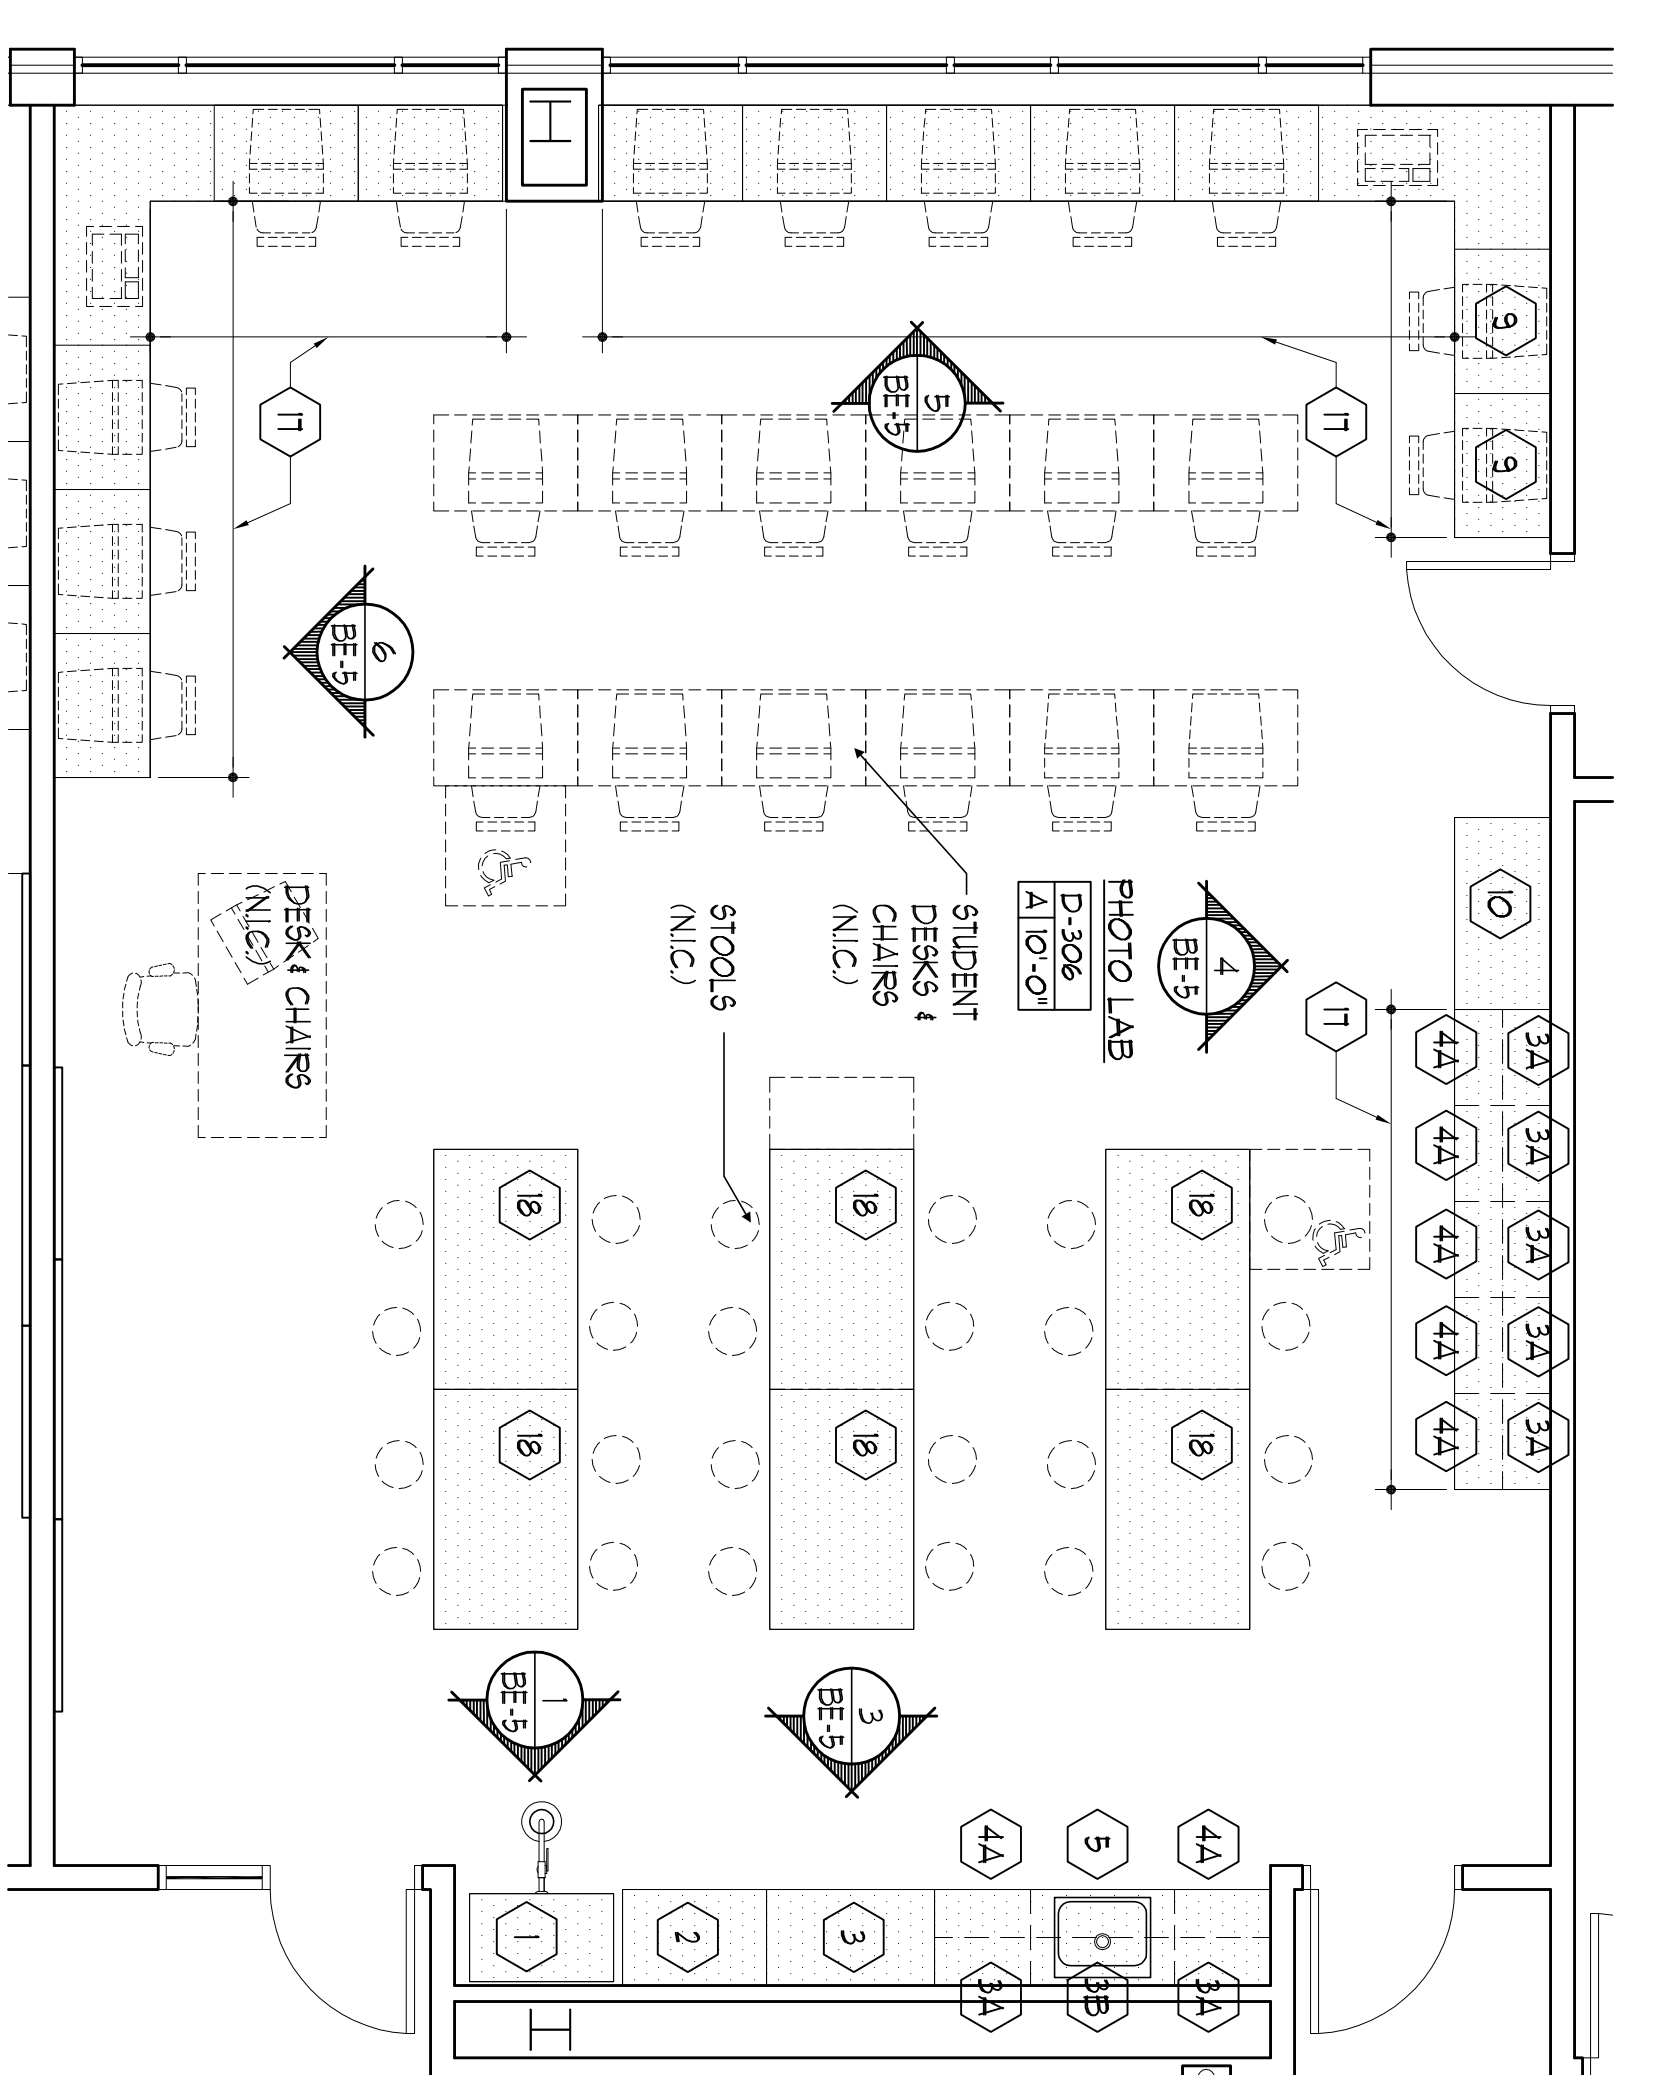 9
9
10
3A
3A
3A
3A
3A
4A
4A
4A
4A
4A
17
17
4
BE-5
PHOTO LAB
D-306
A 10'-0"
18
18
4A
3A
5
3B
4A
3A
5
BE-5
STUDENT
DESKS &
CHAIRS
(N.I.C.)
18
18
3
BE-5
3
STOOLS
(N.I.C.)
2
H
18
18
1
BE-5
1
H
6
BE-5
17
DESK & CHAIRS
(N.I.C.)